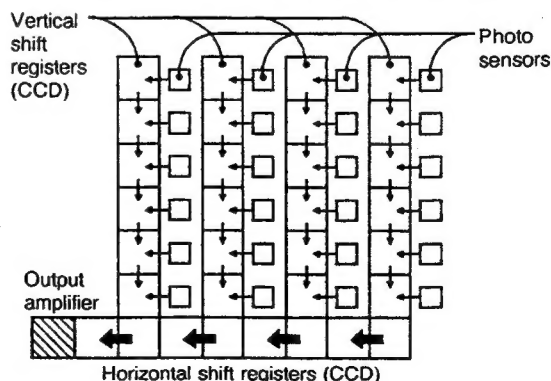 Vertical
shift
registers
(CCD)
Photo
sensors
Output
amplifier
Horizontal shift registers (CCD)